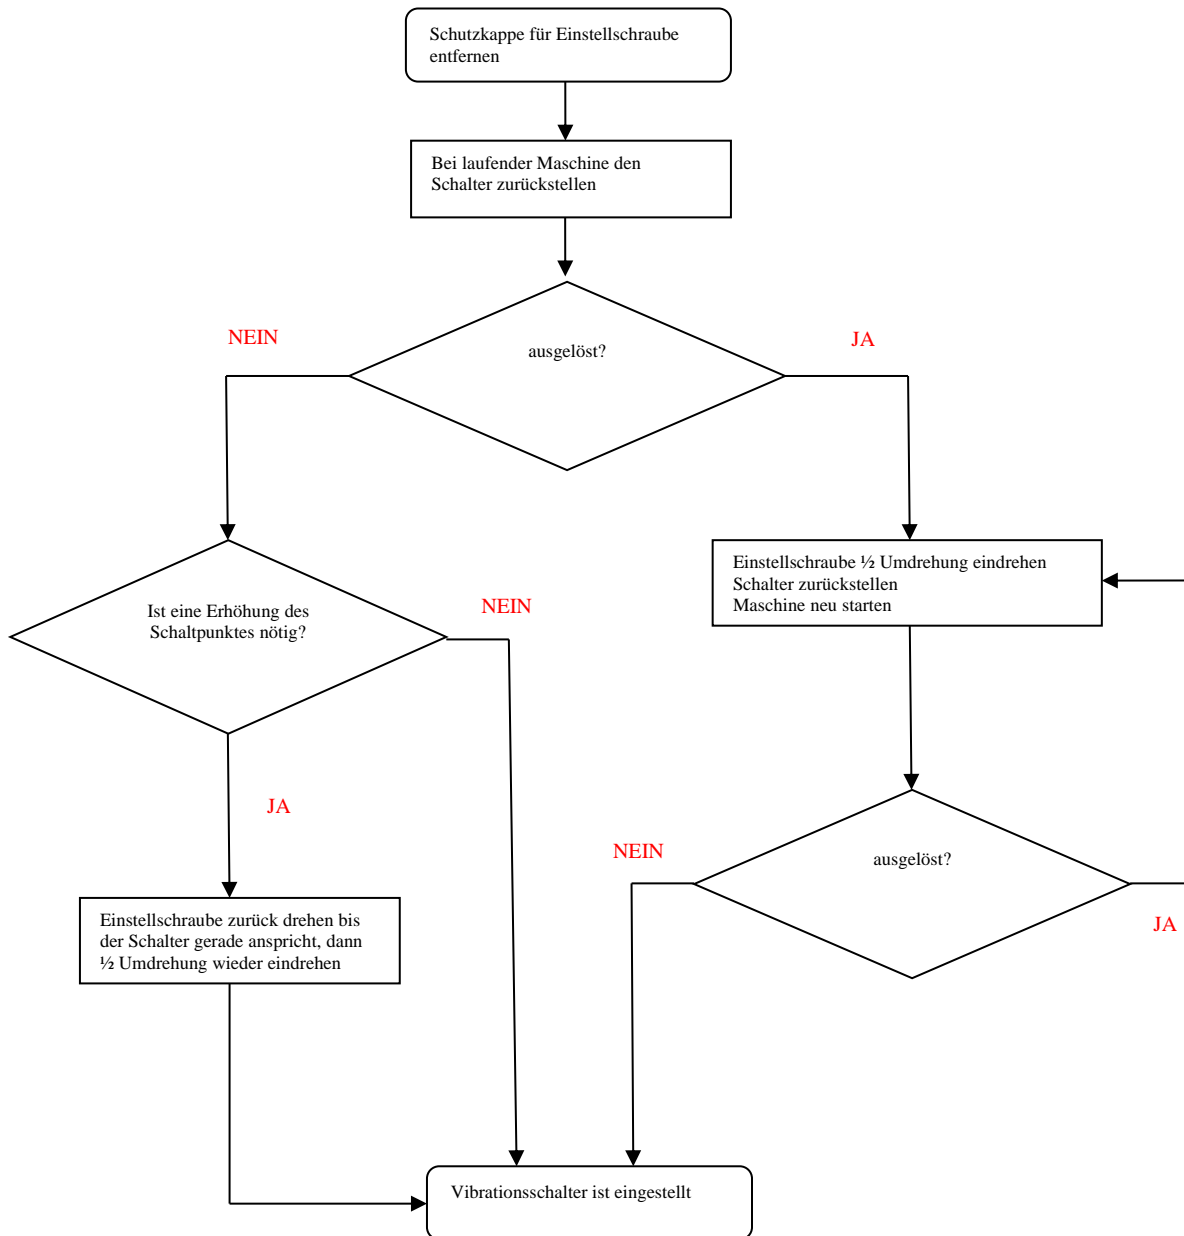 Schutzkappe für Einstellschraube
entfernen
Bei laufender Maschine den
Schalter zurückstellen
NEIN
JA
ausgelöst?
Einstellschraube ½ Umdrehung eindrehen
Schalter zurückstellen
Maschine neu starten
NEIN
Ist eine Erhöhung des
Schaltpunktes nötig?
JA
NEIN
ausgelöst?
JA
Einstellschraube zurück drehen bis
der Schalter gerade anspricht, dann
½ Umdrehung wieder eindrehen
Vibrationsschalter ist eingestellt